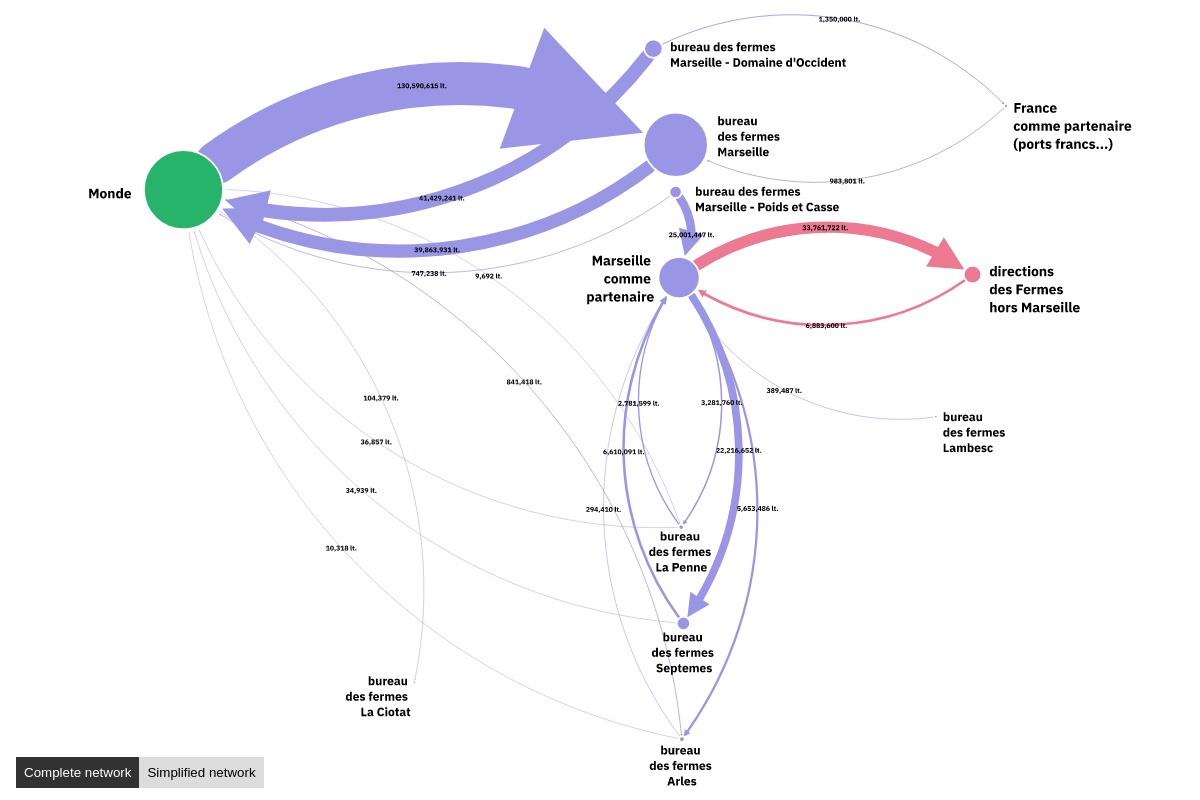 1,350,000 lt.
bureau des fermes
Marseille - Domaine d'Occident
130,590,615 lt.
France
comme partenaire
(ports francs...)
bureau
des fermes
Marseille
983,801 lt.
Monde
bureau des fermes
Marseille - Poids et Casse
41,429,241 lt.
25,001,447 lt.
33,761,722 lt.
39,863,931 lt.
747,238 lt.
9,692 lt.
Marseille
comme
partenaire
directions
des Fermes
hors Marseille
6,883,600 lt.
841,418 lt.
389,487 lt.
104,379 lt.
2,781,599 lt.
3,281,760 lt.
bureau
des fermes
Lambesc
36,857 lt.
6,610,091 lt.
22,216,652 lt.
34,939 lt.
294,410 lt.
5,653,486 lt.
10,318 lt.
bureau
des fermes
La Penne
bureau
des fermes
Septemes
bureau
des fermes
La Ciotat
bureau
des fermes
Arles
Complete network
Simplified network